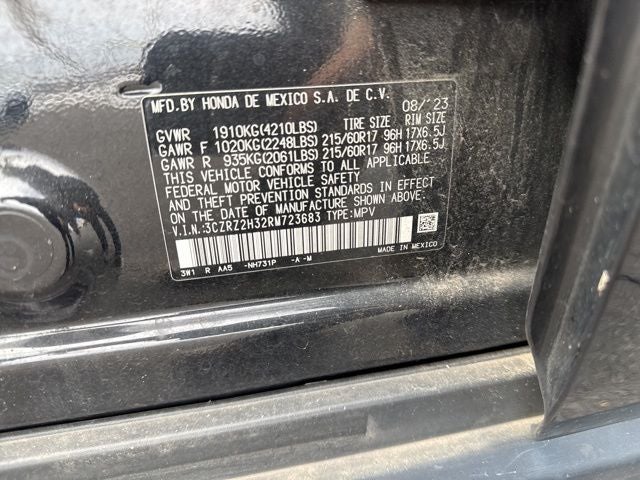 MFD.BY HONDA DE MEXICO S.A. DE C.V. 08/'23
TIRE SIZE RIM SIZE
GVWR 1910KG(4210LBS)
GAWR F 1020KG(2248LBS) 215/60R17 96H 17X6.5J
GAWR R 935KG(2061LBS) 215/60R17 96H 17X6.5J
THIS VEHICLE CONFORMS TO ALL APPLICABLE
FEDERAL MOTOR VEHICLE SAFETY
AND THEFT PREVENTION STANDARDS IN EFFECT
ON THE DATE OF MANUFACTURE SHOWN ABOVE.
V.I.N.:3CZRZ2H32RM723683 TYPE:MPV
MADE IN MEXICO
3W1 R AA5 -NH731P -A -M